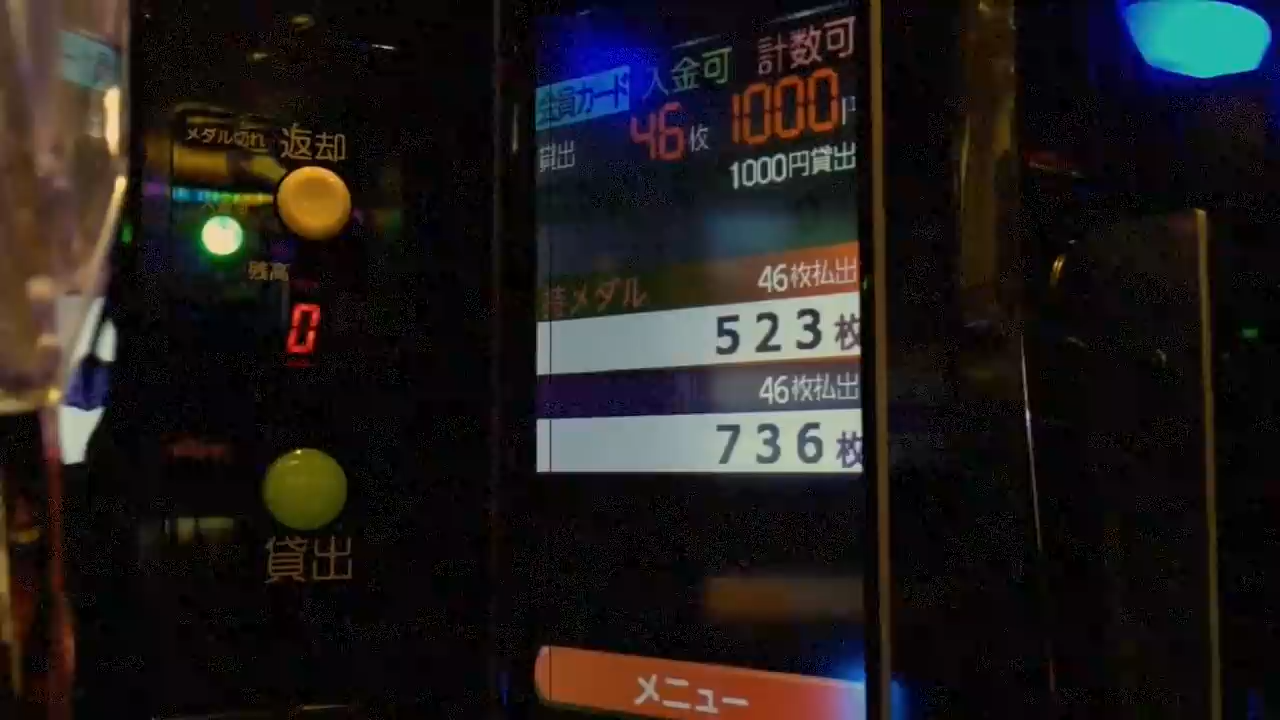 メダル切れ 返却
残高
0
貸出
会員カード 入金可 計数可
貸出 46枚 1000円
1000円貸出
持メダル 46枚払出
523枚
46枚払出
736枚
メニュー